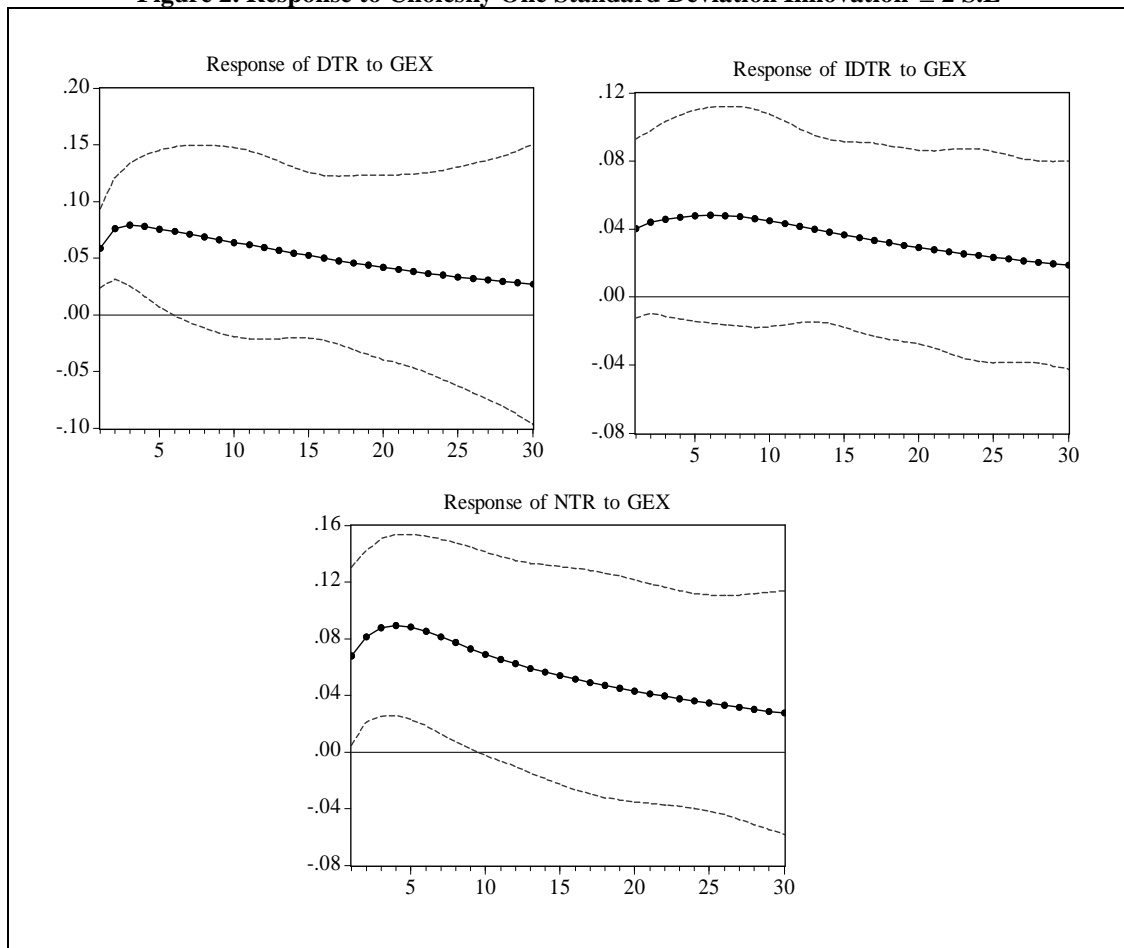 Figure 2. Response to Cholesky One Standard Deviation Innovation ± 2 S.E
Response of DTR to GEX
.20
.15
.10
.05
.00
-.05
-.10
5 10 15 20 25 30
Response of IDTR to GEX
.12
.08
.04
.00
-.04
-.08
5 10 15 20 25 30
Response of NTR to GEX
.16
.12
.08
.04
.00
-.04
-.08
5 10 15 20 25 30